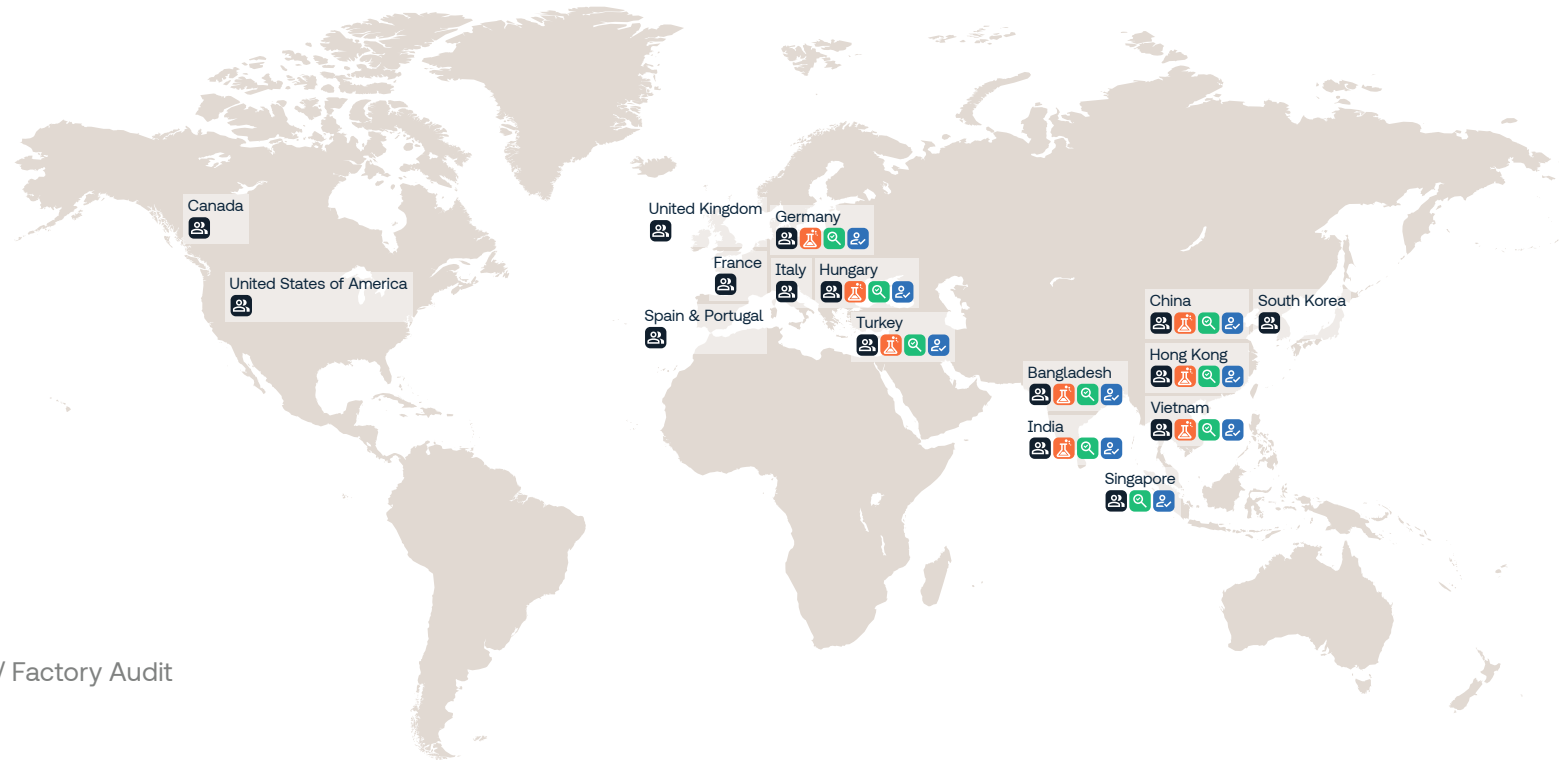 Canada
United States of America
United Kingdom
Germany
France
Italy
Hungary
Spain & Portugal
Turkey
China
South Korea
Hong Kong
Bangladesh
Vietnam
India
Singapore
/ Factory Audit